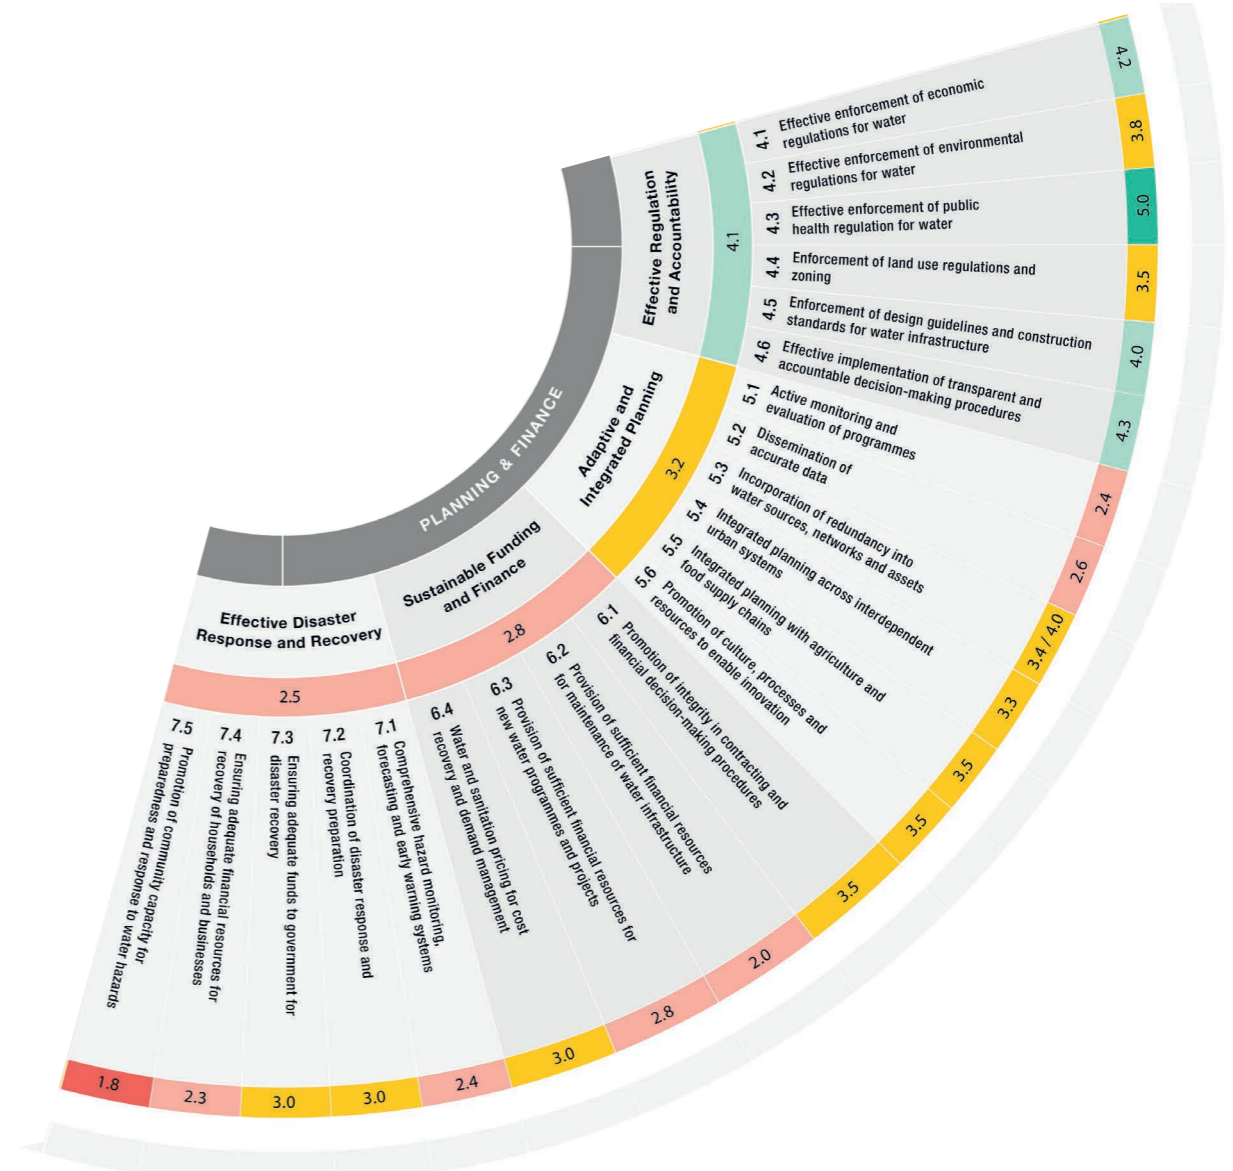 PLANNING & FINANCE
Effective Regulation
and Accountability
4.1
4.1
Effective enforcement of economic
regulations for water
4.2
4.2
Effective enforcement of environmental
regulations for water
3.8
4.3
Effective enforcement of public
health regulation for water
5.0
4.4
Enforcement of land use regulations and
zoning
3.5
4.5
Enforcement of design guidelines and construction
standards for water infrastructure
4.0
4.6
Effective implementation of transparent and
accountable decision-making procedures
4.3
Adaptive and
Integrated Planning
3.2
5.1
Active monitoring and
evaluation of programmes
2.4
5.2
Dissemination of
accurate data
2.6
5.3
Incorporation of redundancy into
water sources, networks and assets
3.4 / 4.0
5.4
Integrated planning across interdependent
urban systems
3.3
5.5
Integrated planning with agriculture and
food supply chains
3.5
5.6
Promotion of culture, processes and
resources to enable innovation
3.5
Sustainable Funding
and Finance
2.8
6.1
Promotion of integrity in contracting and
financial decision-making procedures
3.5
6.2
Provision of sufficient financial resources
for maintenance of water infrastructure
2.0
6.3
Provision of sufficient financial resources for
new water programmes and projects
2.8
6.4
Water and sanitation pricing for cost
recovery and demand management
3.0
Effective Disaster
Response and Recovery
2.5
7.1
Comprehensive hazard monitoring,
forecasting and early warning systems
2.4
7.2
Coordination of disaster response and
recovery preparation
3.0
7.3
Ensuring adequate funds to government for
disaster recovery
3.0
7.4
Ensuring adequate financial resources for
recovery of households and businesses
2.3
7.5
Promotion of community capacity for
preparedness and response to water hazards
1.8